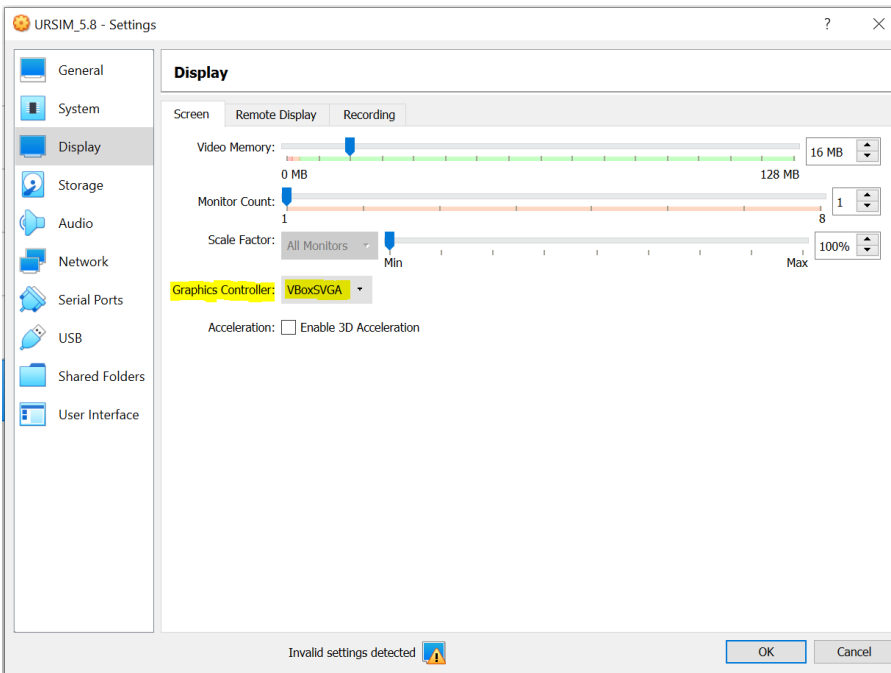 URSIM_5.8 - Settings
?
General
System
Display
Storage
Audio
Network
Serial Ports
USB
Shared Folders
User Interface
Display
Screen Remote Display Recording
Video Memory: 16 MB
0 MB 128 MB
Monitor Count: 1
1 8
Scale Factor: All Monitors 100%
Min Max
Graphics Controller: VBoxSVGA
Acceleration: Enable 3D Acceleration
Invalid settings detected
OK Cancel